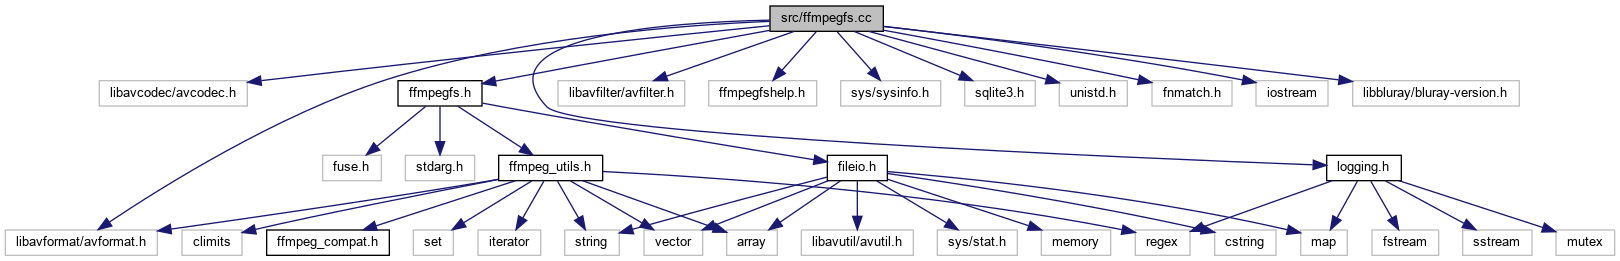 src/ffmpegfs.cc
libavcodec/avcodec.h
ffmpegfs.h
libavfilter/avfilter.h
ffmpegfshelp.h
sys/sysinfo.h
sqlite3.h
unistd.h
fnmatch.h
iostream
libbluray/bluray-version.h
fuse.h
stdarg.h
ffmpeg_utils.h
fileio.h
logging.h
libavformat/avformat.h
climits
ffmpeg_compat.h
set
iterator
string
vector
array
libavutil/avutil.h
sys/stat.h
memory
regex
cstring
map
fstream
sstream
mutex